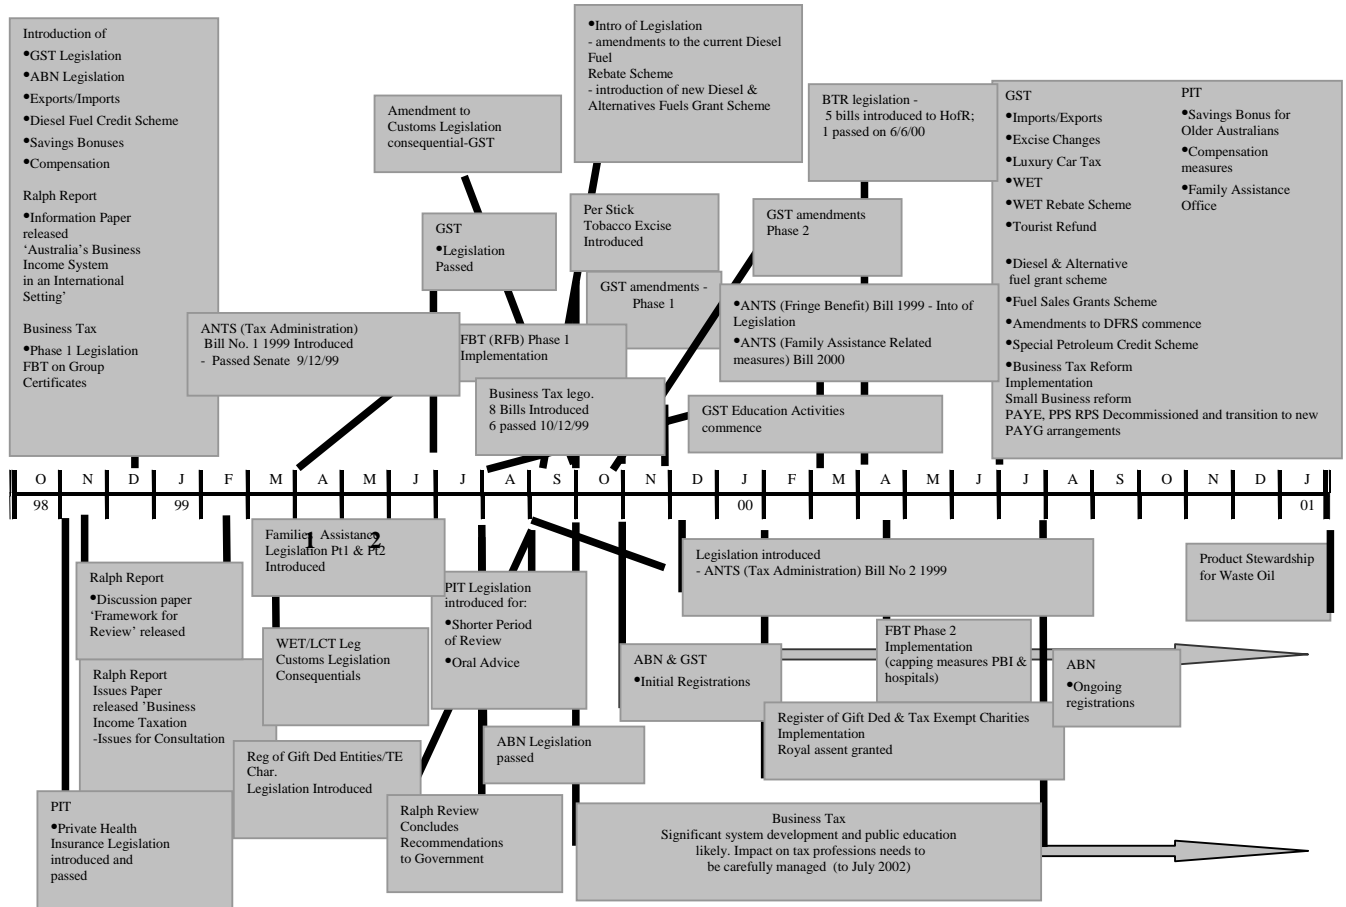 Introduction of
•GST Legislation
•ABN Legislation
•Exports/Imports
•Diesel Fuel Credit Scheme
•Savings Bonuses
•Compensation
Ralph Report
•Information Paper
released
‘Australia’s Business
Income System
in an International
Setting’
Business Tax
•Phase 1 Legislation
FBT on Group
Certificates
Amendment to
Customs Legislation
consequential-GST
•Intro of Legislation
- amendments to the current Diesel
Fuel
Rebate Scheme
- introduction of new Diesel &
Alternatives Fuels Grant Scheme
BTR legislation -
5 bills introduced to HofR;
1 passed on 6/6/00
GST
•Imports/Exports
•Excise Changes
•Luxury Car Tax
•WET
•WET Rebate Scheme
•Tourist Refund
•Diesel & Alternative
fuel grant scheme
•Fuel Sales Grants Scheme
•Amendments to DFRS commence
•Special Petroleum Credit Scheme
•Business Tax Reform
Implementation
Small Business reform
PAYE, PPS RPS Decommissioned and transition to new
PAYG arrangements
PIT
•Savings Bonus for
Older Australians
•Compensation
measures
•Family Assistance
Office
GST
•Legislation
Passed
Per Stick
Tobacco Excise
Introduced
GST amendments
Phase 2
GST amendments -
Phase 1
ANTS (Tax Administration)
Bill No. 1 1999 Introduced
- Passed Senate 9/12/99
FBT (RFB) Phase 1
Implementation
•ANTS (Fringe Benefit) Bill 1999 - Into of
Legislation
•ANTS (Family Assistance Related
measures) Bill 2000
Business Tax lego.
8 Bills Introduced
6 passed 10/12/99
GST Education Activities
commence
O N D J F M A M J J A S O N D J F M A M J J A S O N D J
98 99 00 01
1 2
Families Assistance
Legislation Pt1 & Pt2
Introduced
Ralph Report
•Discussion paper
‘Framework for
Review’ released
Ralph Report
Issues Paper
released ’Business
Income Taxation
-Issues for Consultation
PIT
•Private Health
Insurance Legislation
introduced and
passed
WET/LCT Leg
Customs Legislation
Consequentials
Reg of Gift Ded Entities/TE
Char.
Legislation Introduced
PIT Legislation
introduced for:
•Shorter Period
of Review
•Oral Advice
ABN Legislation
passed
Ralph Review
Concludes
Recommendations
to Government
Legislation introduced
- ANTS (Tax Administration) Bill No 2 1999
ABN & GST
•Initial Registrations
FBT Phase 2
Implementation
(capping measures PBI &
hospitals)
Register of Gift Ded & Tax Exempt Charities
Implementation
Royal assent granted
ABN
•Ongoing
registrations
Product Stewardship
for Waste Oil
Business Tax
Significant system development and public education
likely. Impact on tax professions needs to
be carefully managed (to July 2002)